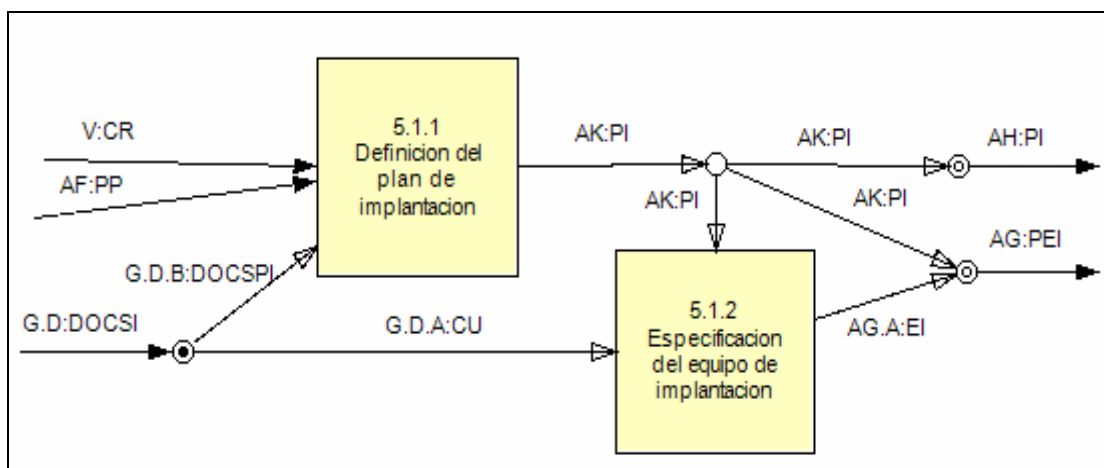 V:CR
AF:PP
G.D.B:DOCSPI
G.D:DOCSI
5.1.1
Definicion del
plan de
implantacion
AK:PI
AK:PI
AH:PI
AK:PI
AK:PI
AG:PEI
G.D.A:CU
5.1.2
Especificacion
del equipo de
implantacion
AG.A:EI